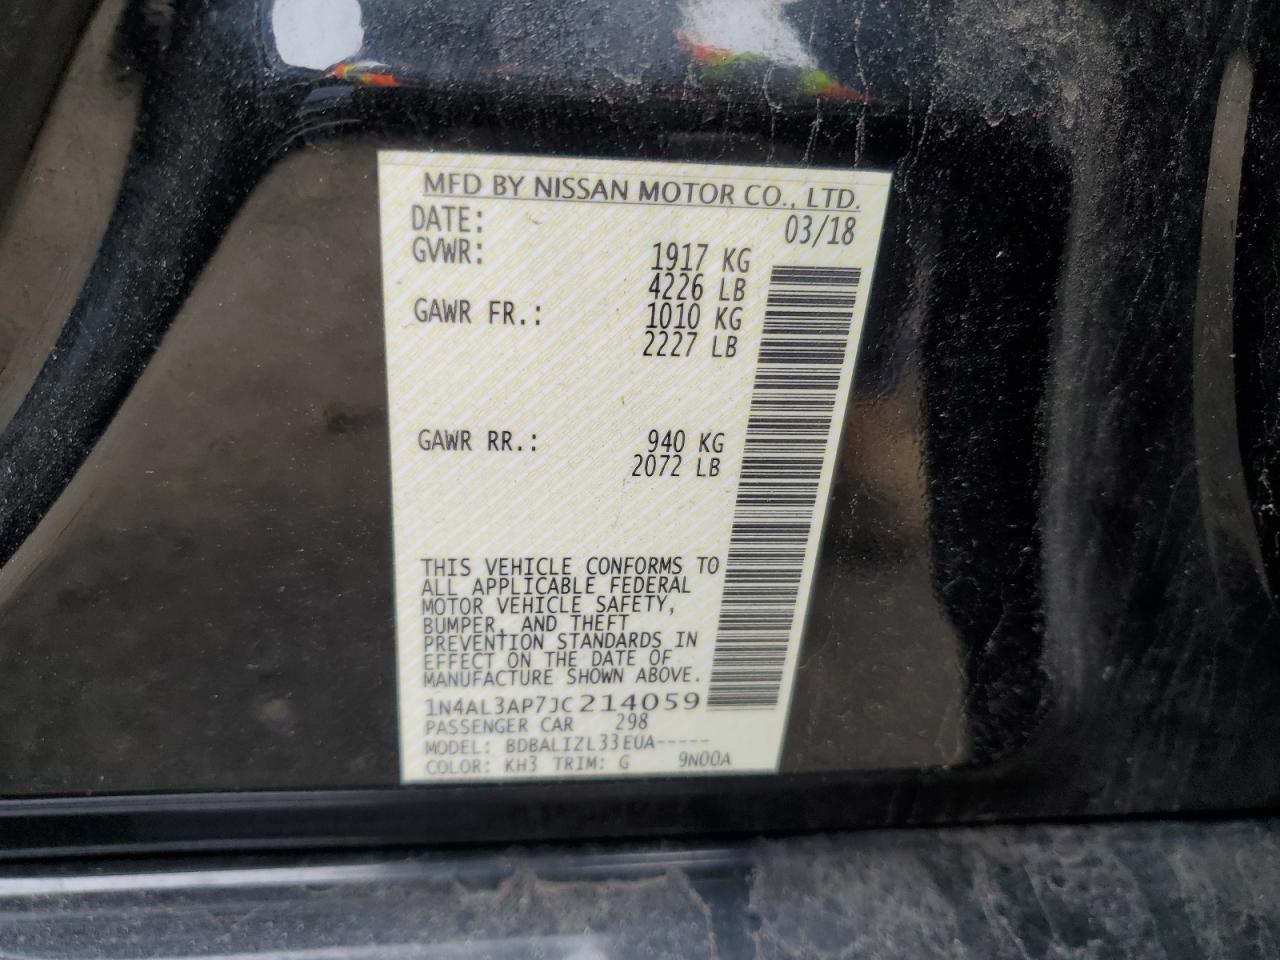 MFD BY NISSAN MOTOR CO., LTD.
DATE: 03/18
GVWR: 1917 KG
4226 LB
GAWR FR.: 1010 KG
2227 LB
GAWR RR.: 940 KG
2072 LB
THIS VEHICLE CONFORMS TO
ALL APPLICABLE FEDERAL
MOTOR VEHICLE SAFETY,
BUMPER, AND THEFT
PREVENTION STANDARDS IN
EFFECT ON THE DATE OF
MANUFACTURE SHOWN ABOVE.
1N4AL3AP7JC214059
PASSENGER CAR 298
MODEL: BDBALIZL33EUA-----
COLOR: KH3 TRIM: G 9N00A